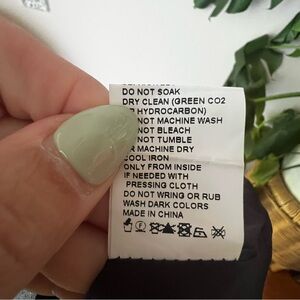 DO NOT SOAK
DRY CLEAN (GREEN CO2
HYDROCARBON)
NOT MACHINE WASH
NOT BLEACH
NOT TUMBLE
MACHINE DRY
COOL IRON
ONLY FROM INSIDE
IF NEEDED WITH
PRESSING CLOTH
DO NOT WRING OR RUB
WASH DARK COLORS
MADE IN CHINA